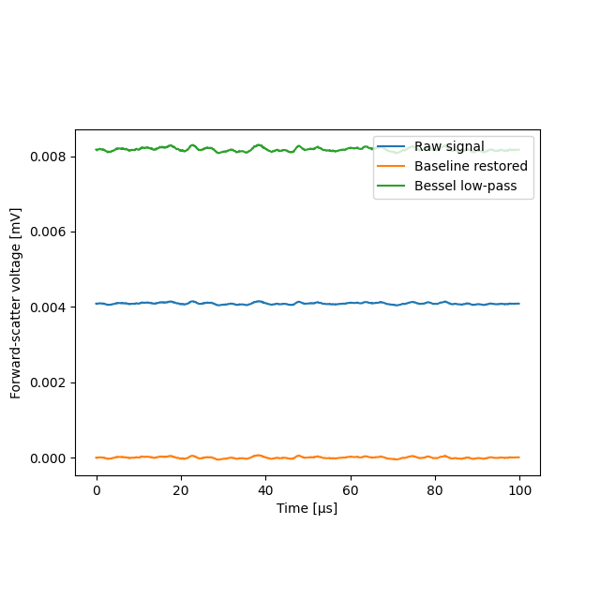 Raw signal
Baseline restored
Bessel low-pass
Forward-scatter voltage [mV]
0.008
0.006
0.004
0.002
0.000
0 20 40 60 80 100
Time [µs]